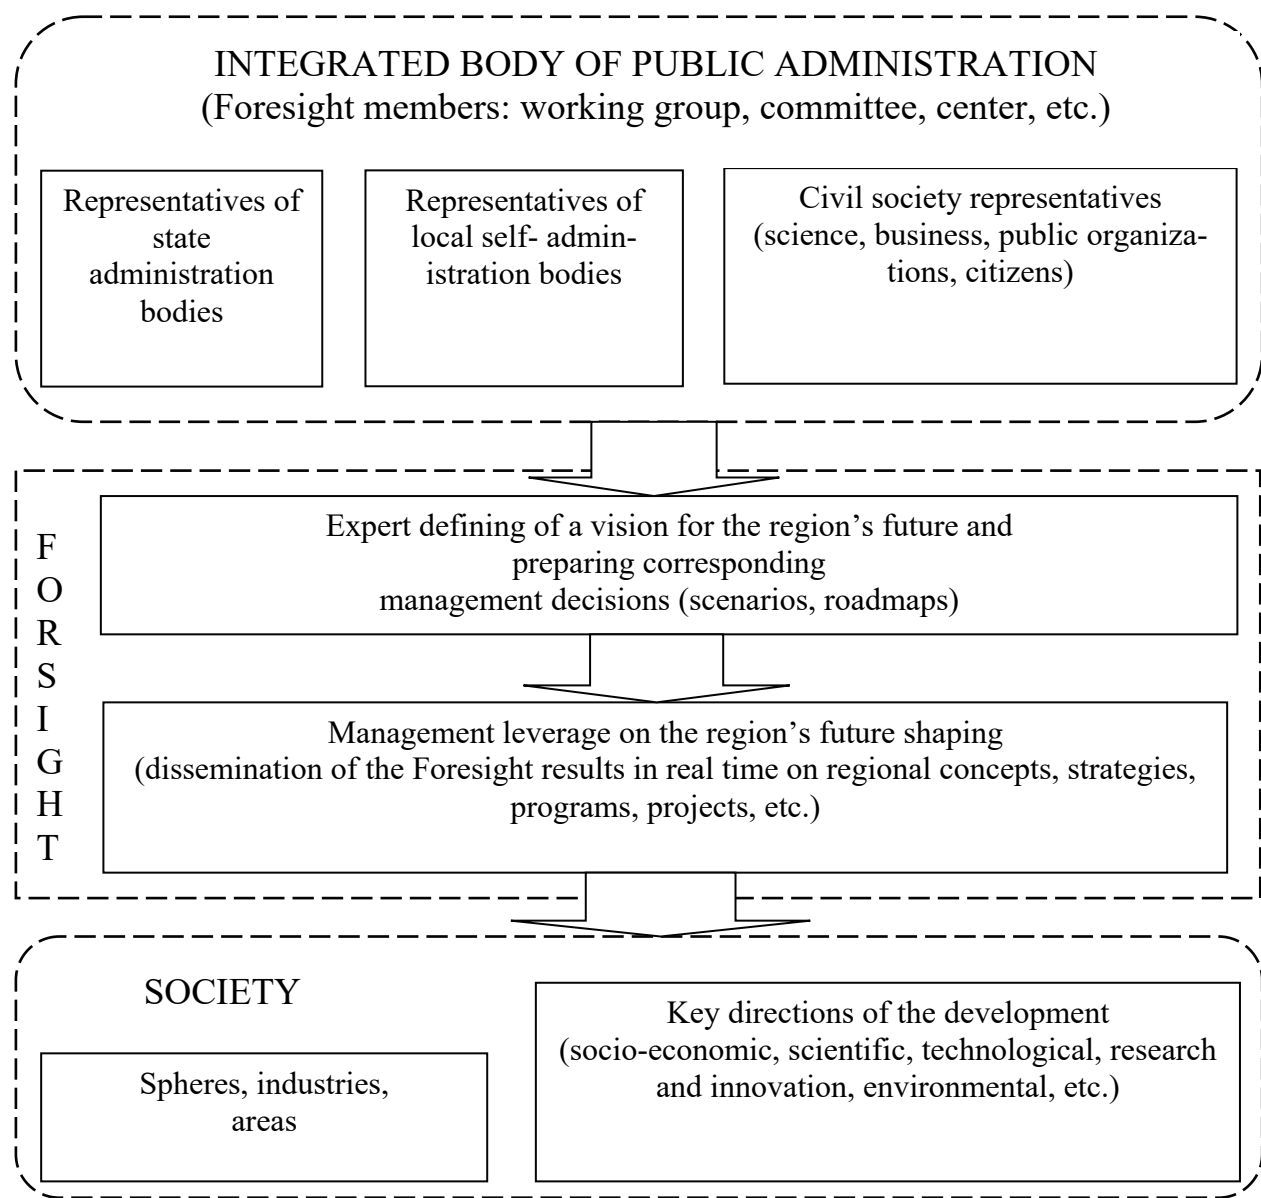 INTEGRATED BODY OF PUBLIC ADMINISTRATION
(Foresight members: working group, committee, center, etc.)
Representatives of
state
administration
bodies
Representatives of
local self- admin-
istration bodies
Civil society representatives
(science, business, public organiza-
tions, citizens)
F
O
R
S
I
G
H
T
Expert defining of a vision for the region’s future and
preparing corresponding
management decisions (scenarios, roadmaps)
Management leverage on the region’s future shaping
(dissemination of the Foresight results in real time on regional concepts, strategies,
programs, projects, etc.)
SOCIETY
Spheres, industries,
areas
Key directions of the development
(socio-economic, scientific, technological, research
and innovation, environmental, etc.)